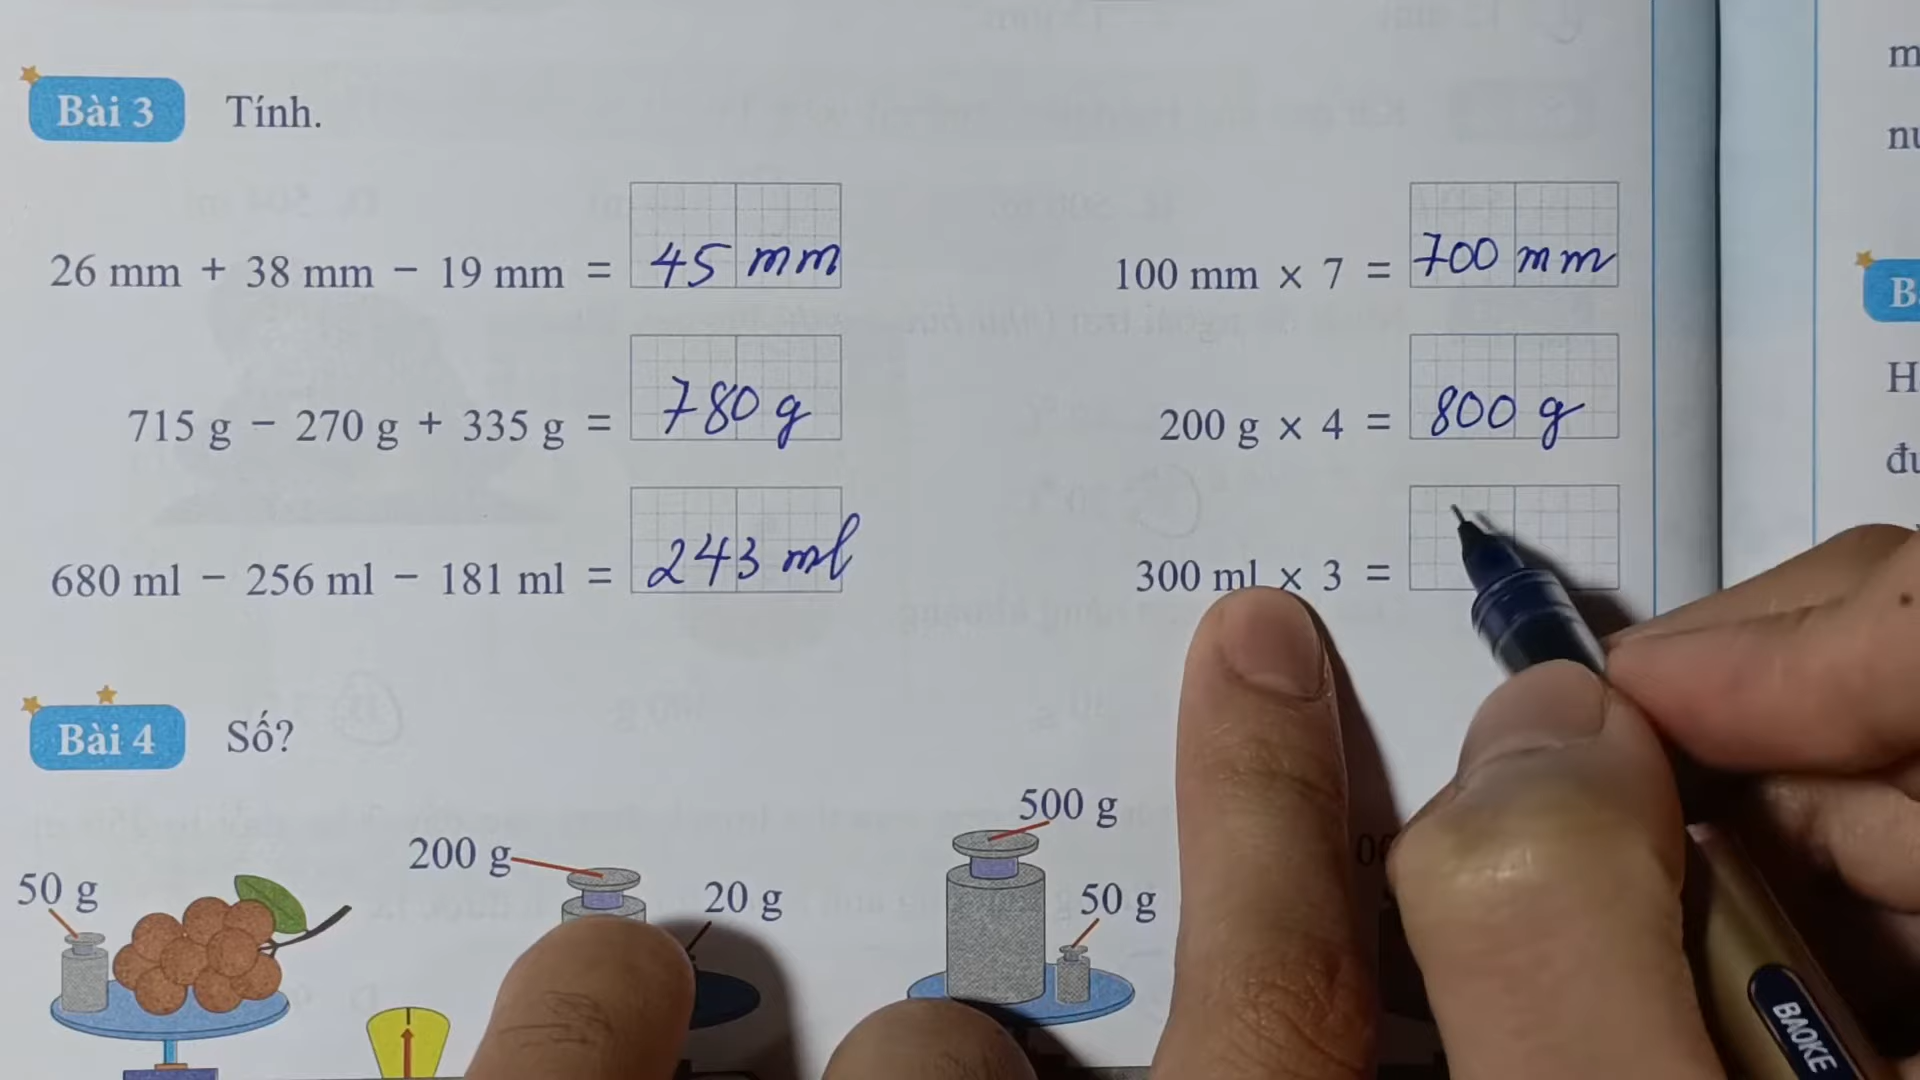 Bài 3 Tính.
26 mm + 38 mm − 19 mm = 45 mm
100 mm × 7 = 700 mm
715 g − 270 g + 335 g = 780 g
200 g × 4 = 800 g
680 ml − 256 ml − 181 ml = 243 ml
300 ml × 3 =
Bài 4 Số?
50 g
200 g
20 g
500 g
50 g
BAOKE